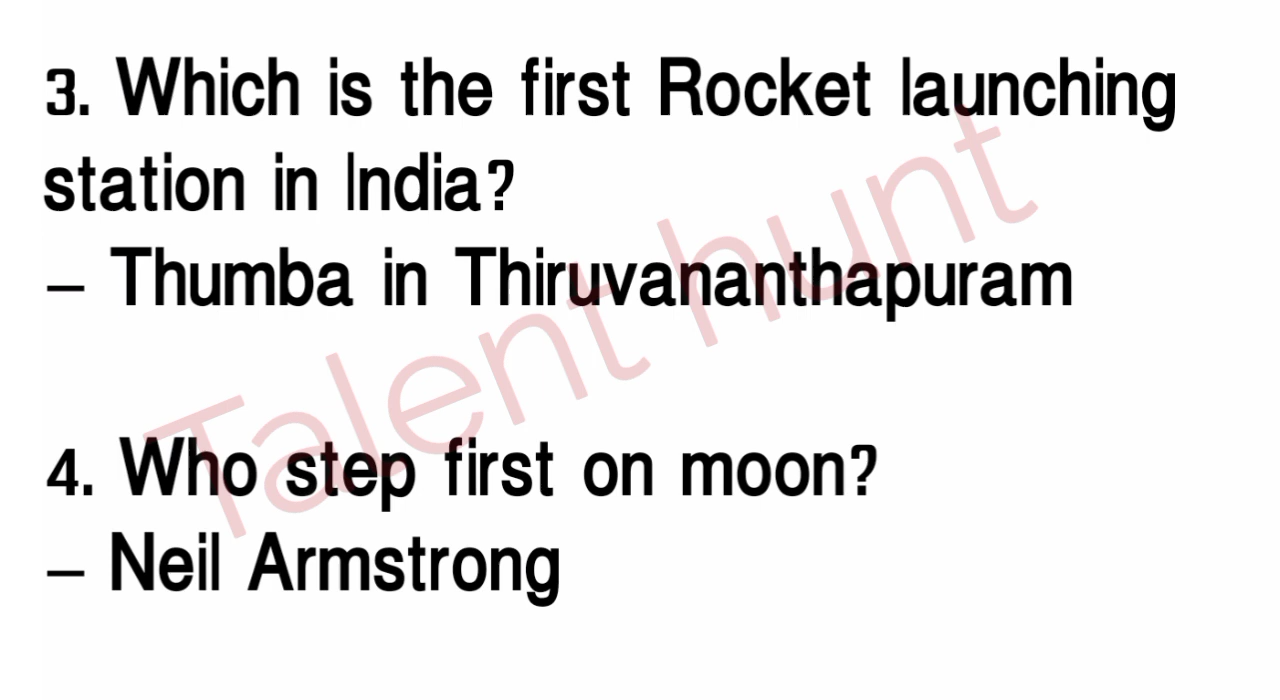 3. Which is the first Rocket launching
station in India?
– Thumba in Thiruvananthapuram
4. Who step first on moon?
– Neil Armstrong
Talent hunt